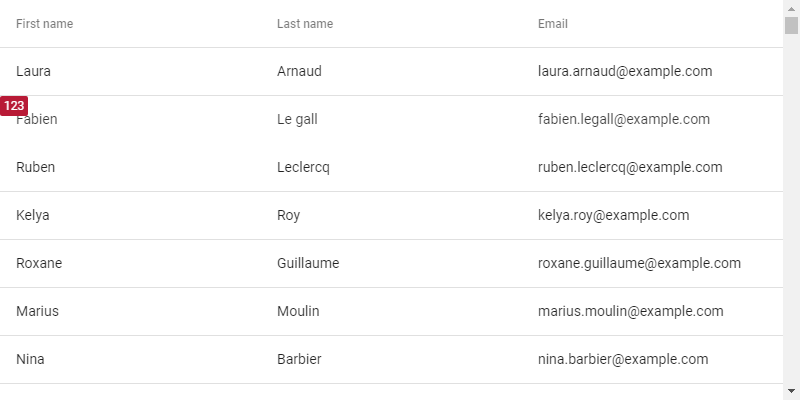 First name Last name Email
Laura Arnaud laura.arnaud@example.com
123
Fabien Le gall fabien.legall@example.com
Ruben Leclercq ruben.leclercq@example.com
Kelya Roy kelya.roy@example.com
Roxane Guillaume roxane.guillaume@example.com
Marius Moulin marius.moulin@example.com
Nina Barbier nina.barbier@example.com